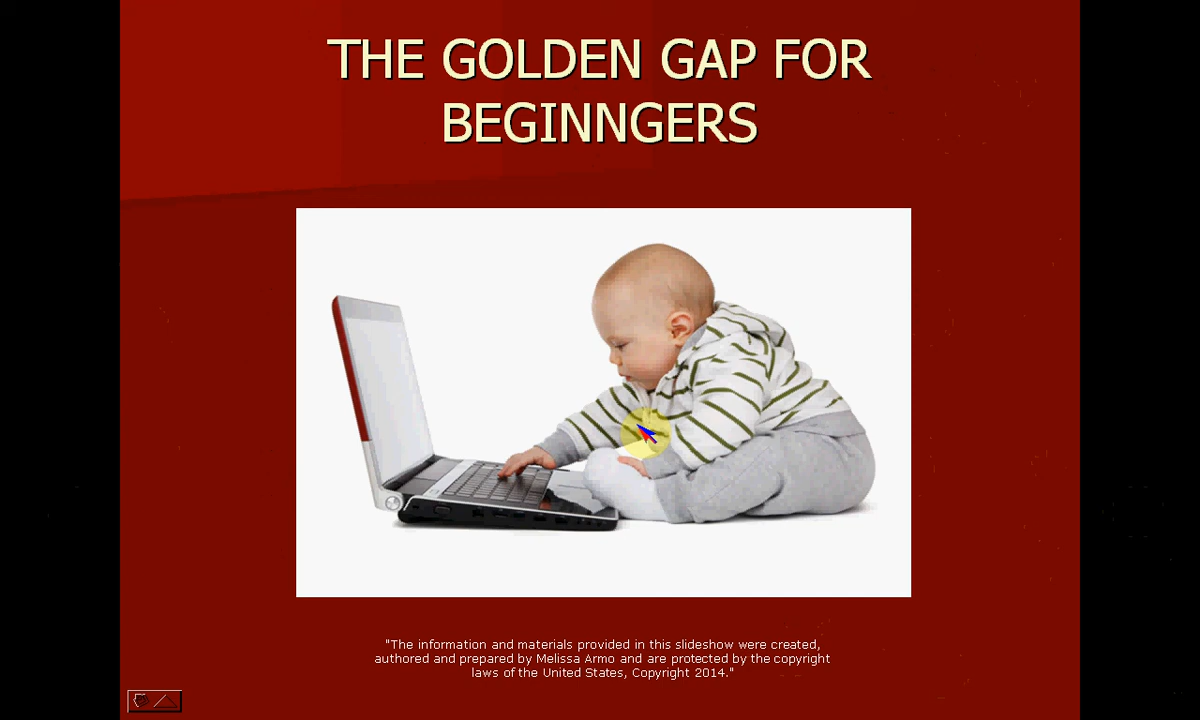 THE GOLDEN GAP FOR
BEGINNGERS
"The information and materials provided in this slideshow were created,
authored and prepared by Melissa Armo and are protected by the copyright
laws of the United States, Copyright 2014."